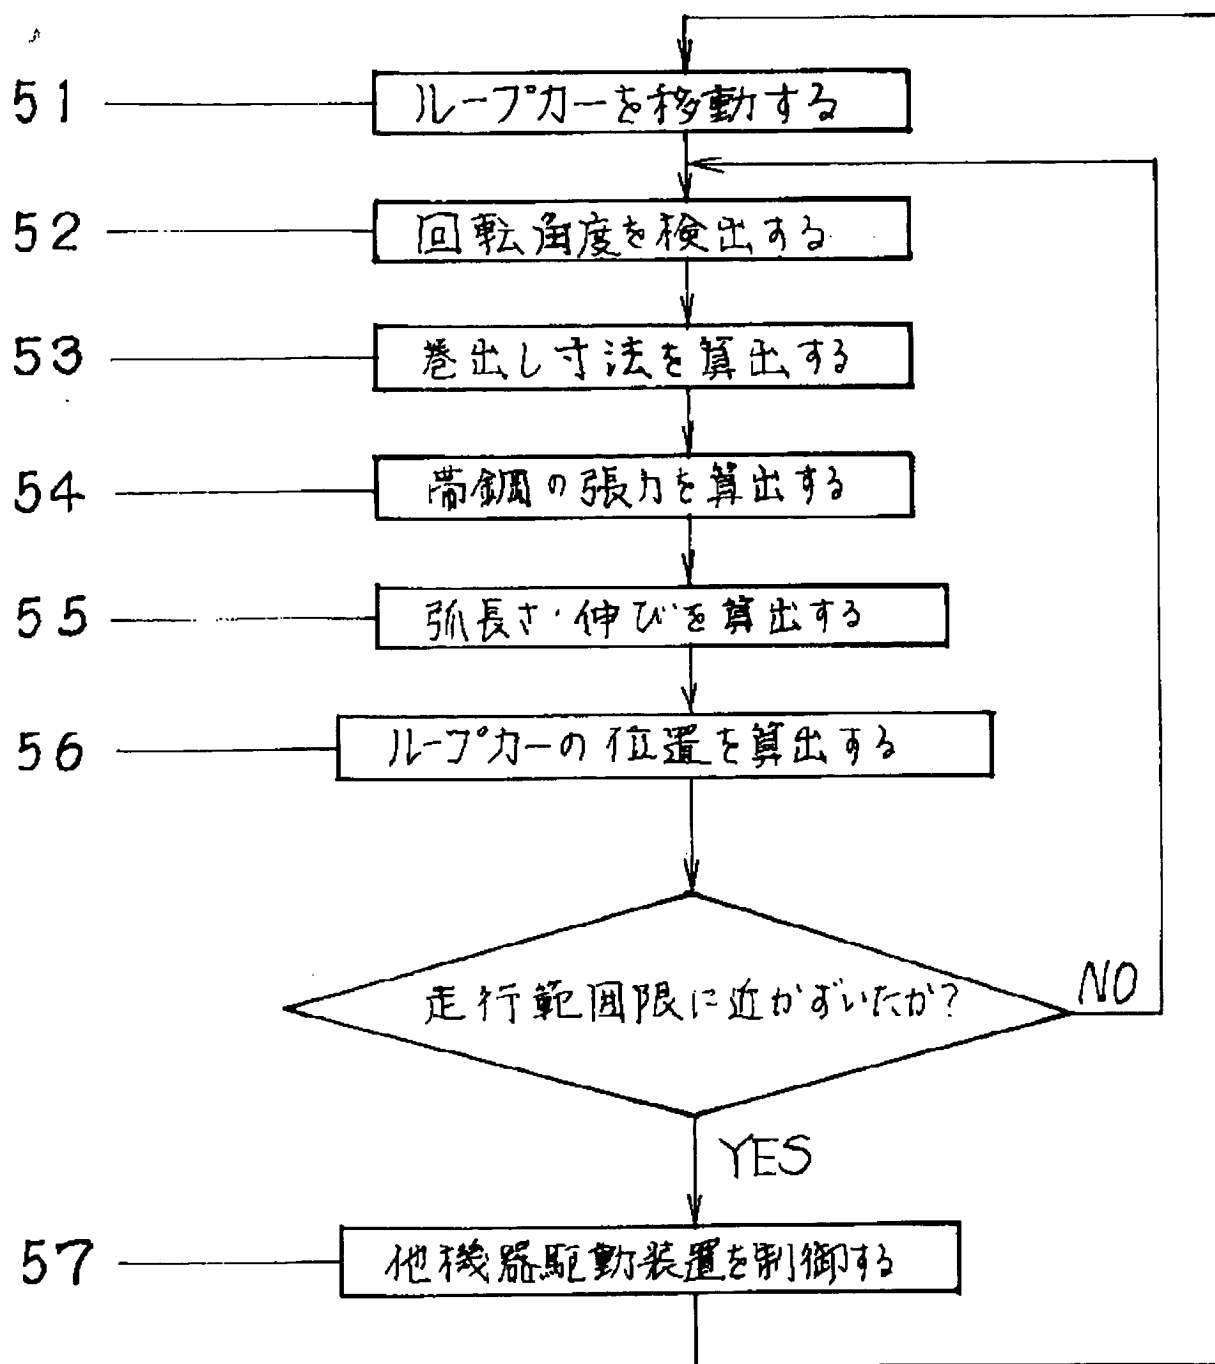 51 ループカーを移動する
52 回転角度を検出する
53 巻出し寸法を算出する
54 帯鋼の張力を算出する
55 弧長さ・伸びを算出する
56 ループカーの位置を算出する
走行範囲限に近かずいたか?
NO
YES
57 他機器駆動装置を制御する